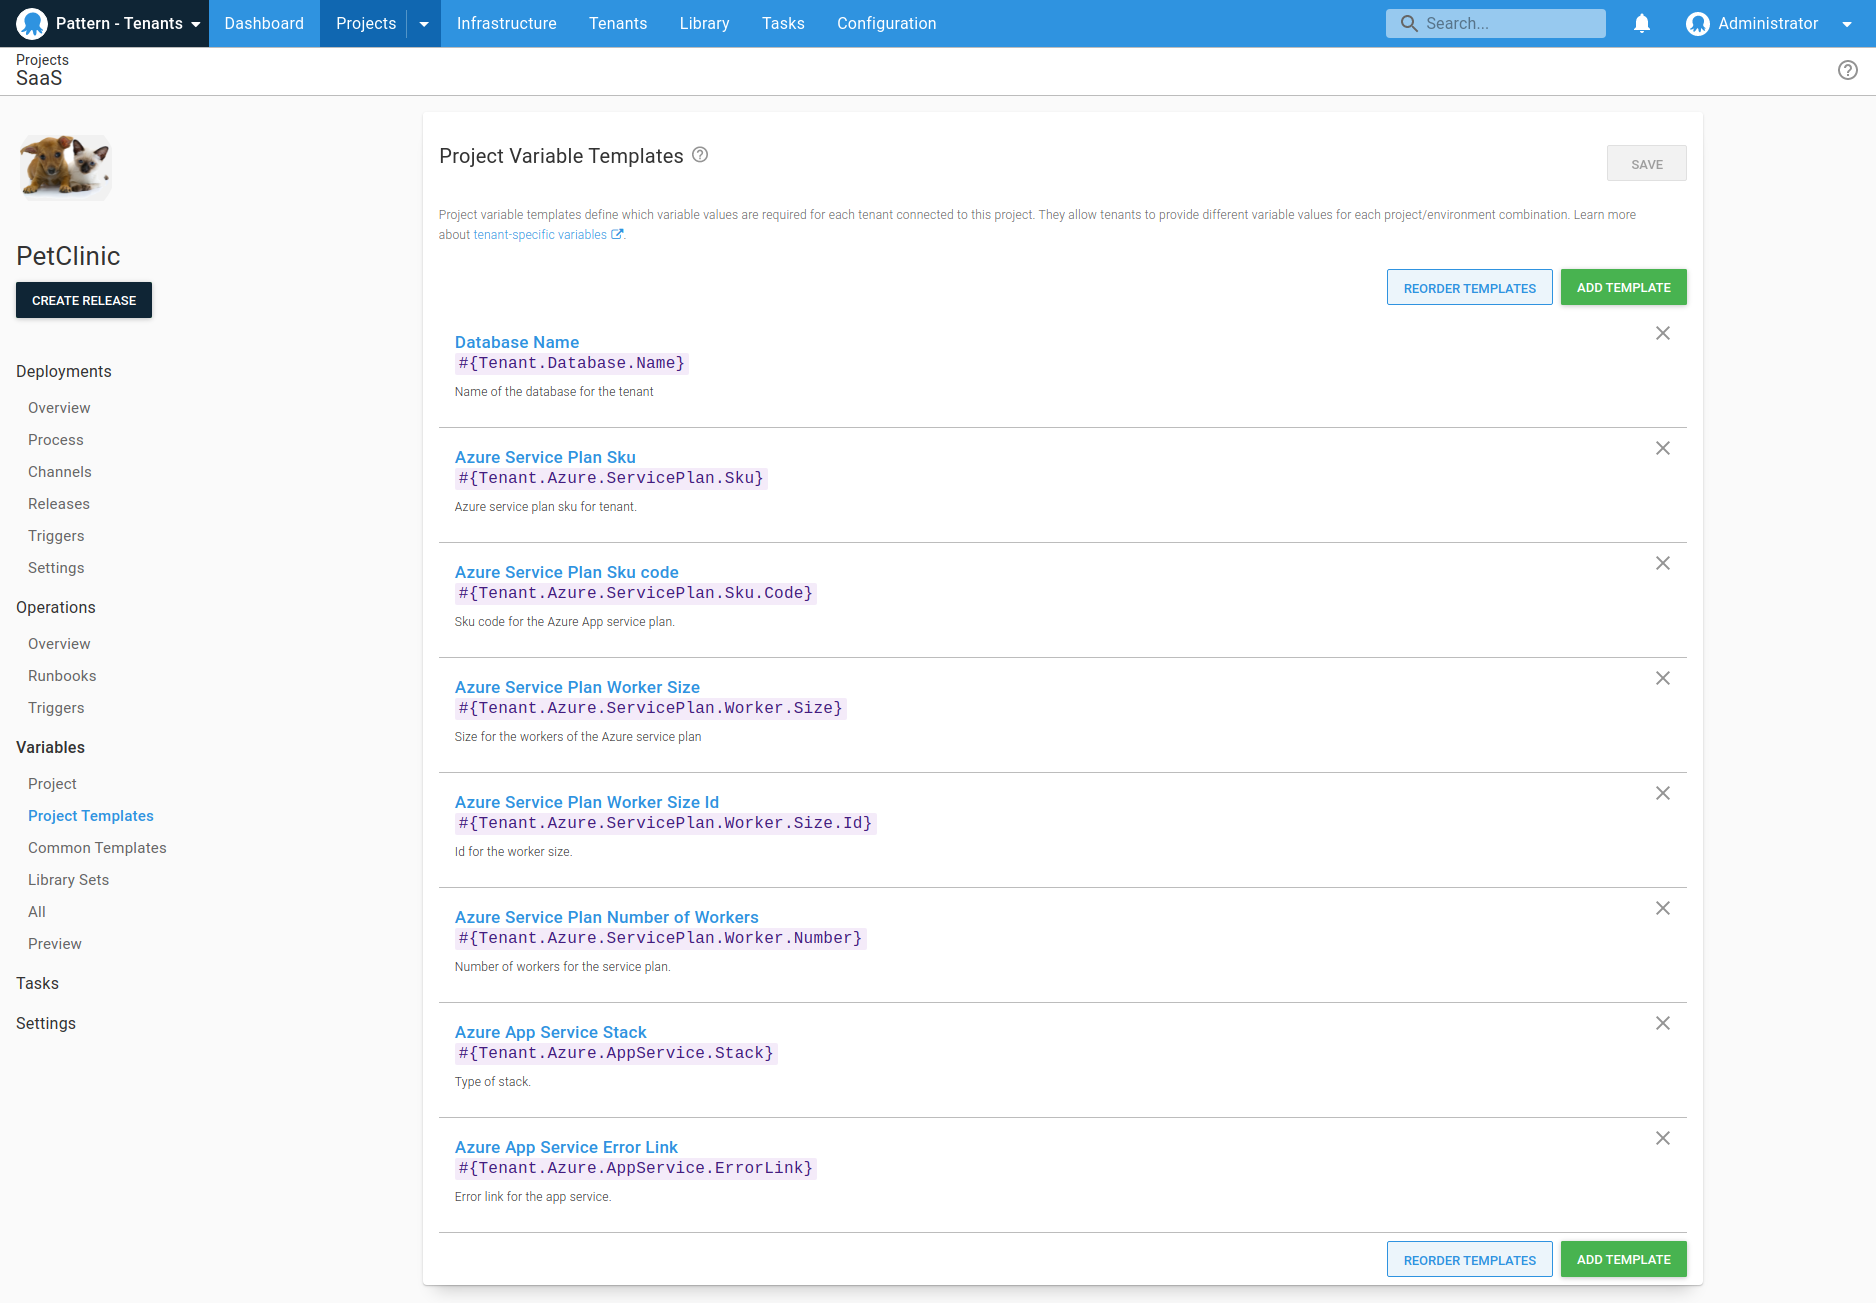 Pattern - Tenants
Dashboard
Projects
Infrastructure
Tenants
Library
Tasks
Configuration
Search...
Administrator
Projects
SaaS
PetClinic
CREATE RELEASE
Deployments
Overview
Process
Channels
Releases
Triggers
Settings
Operations
Overview
Runbooks
Triggers
Variables
Project
Project Templates
Common Templates
Library Sets
All
Preview
Tasks
Settings
Project Variable Templates
SAVE
Project variable templates define which variable values are required for each tenant connected to this project. They allow tenants to provide different variable values for each project/environment combination. Learn more
about tenant-specific variables.
REORDER TEMPLATES
ADD TEMPLATE
Database Name
#{Tenant.Database.Name}
Name of the database for the tenant
Azure Service Plan Sku
#{Tenant.Azure.ServicePlan.Sku}
Azure service plan sku for tenant.
Azure Service Plan Sku code
#{Tenant.Azure.ServicePlan.Sku.Code}
Sku code for the Azure App service plan.
Azure Service Plan Worker Size
#{Tenant.Azure.ServicePlan.Worker.Size}
Size for the workers of the Azure service plan
Azure Service Plan Worker Size Id
#{Tenant.Azure.ServicePlan.Worker.Size.Id}
Id for the worker size.
Azure Service Plan Number of Workers
#{Tenant.Azure.ServicePlan.Worker.Number}
Number of workers for the service plan.
Azure App Service Stack
#{Tenant.Azure.AppService.Stack}
Type of stack.
Azure App Service Error Link
#{Tenant.Azure.AppService.ErrorLink}
Error link for the app service.
REORDER TEMPLATES
ADD TEMPLATE